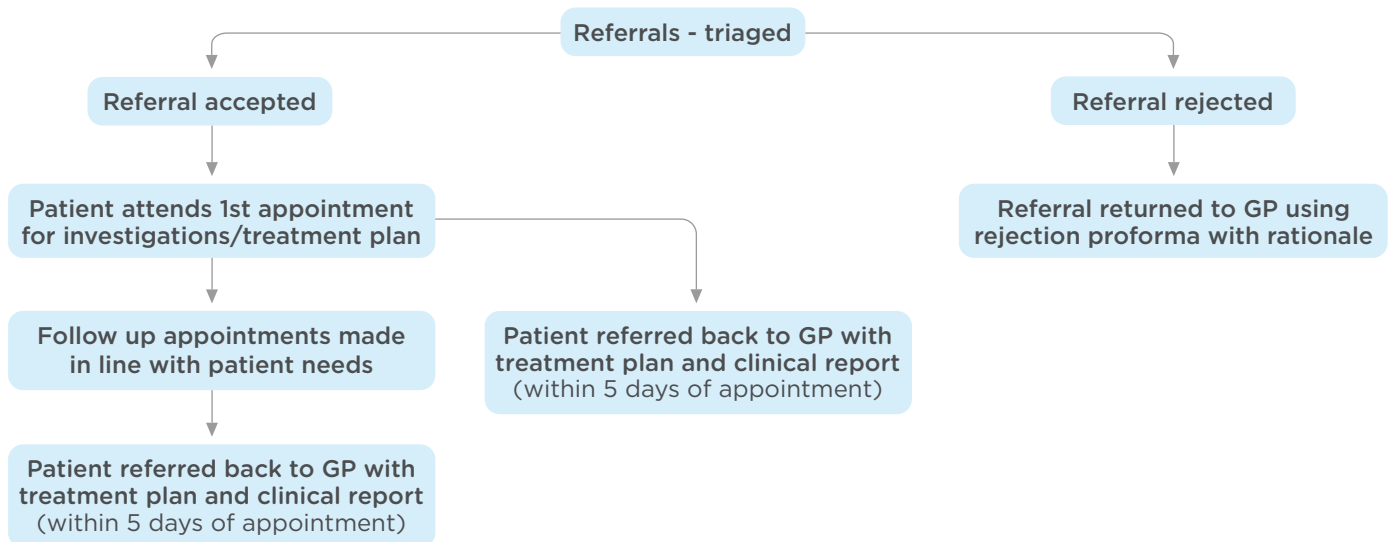 Referrals - triaged
Referral accepted
Referral rejected
Patient attends 1st appointment
for investigations/treatment plan
Referral returned to GP using
rejection proforma with rationale
Follow up appointments made
in line with patient needs
Patient referred back to GP with
treatment plan and clinical report
(within 5 days of appointment)
Patient referred back to GP with
treatment plan and clinical report
(within 5 days of appointment)